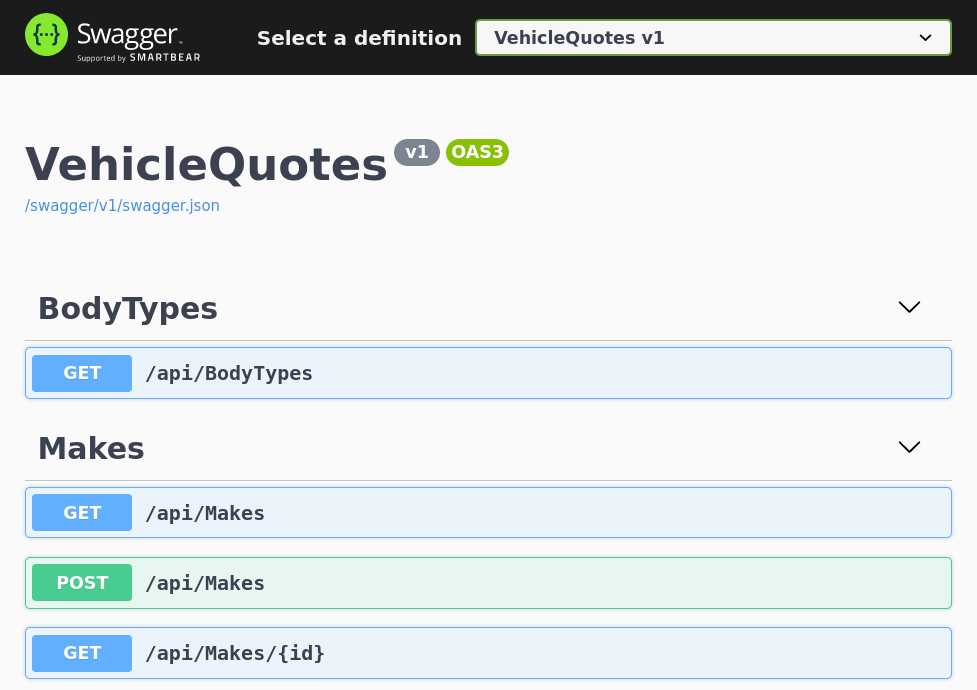 {···} Swagger™
Supported by SMARTBEAR
Select a definition
VehicleQuotes v1
VehicleQuotes v1 OAS3
/swagger/v1/swagger.json
BodyTypes
GET /api/BodyTypes
Makes
GET /api/Makes
POST /api/Makes
GET /api/Makes/{id}